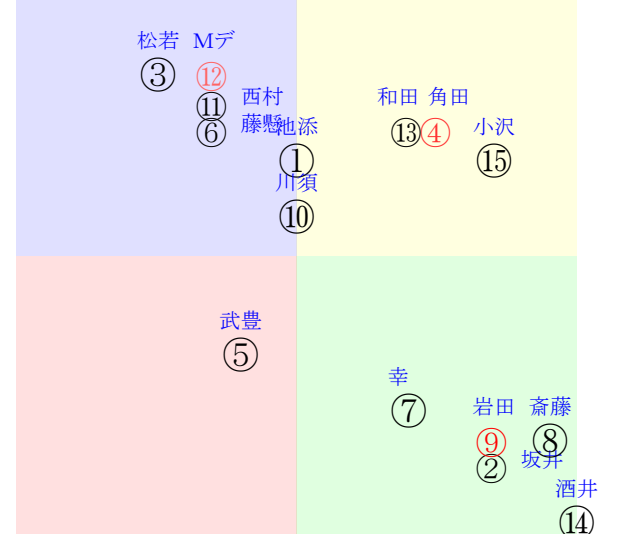 松若 Mデ
③ ⑫
西村
⑪
藤懸
⑥
池添
①
川須
⑩
和田 角田 小沢
⑬ ④ ⑮
武豊
⑤
幸
⑦
岩田 斎藤
⑨ ⑧
坂井
②
酒井
⑭